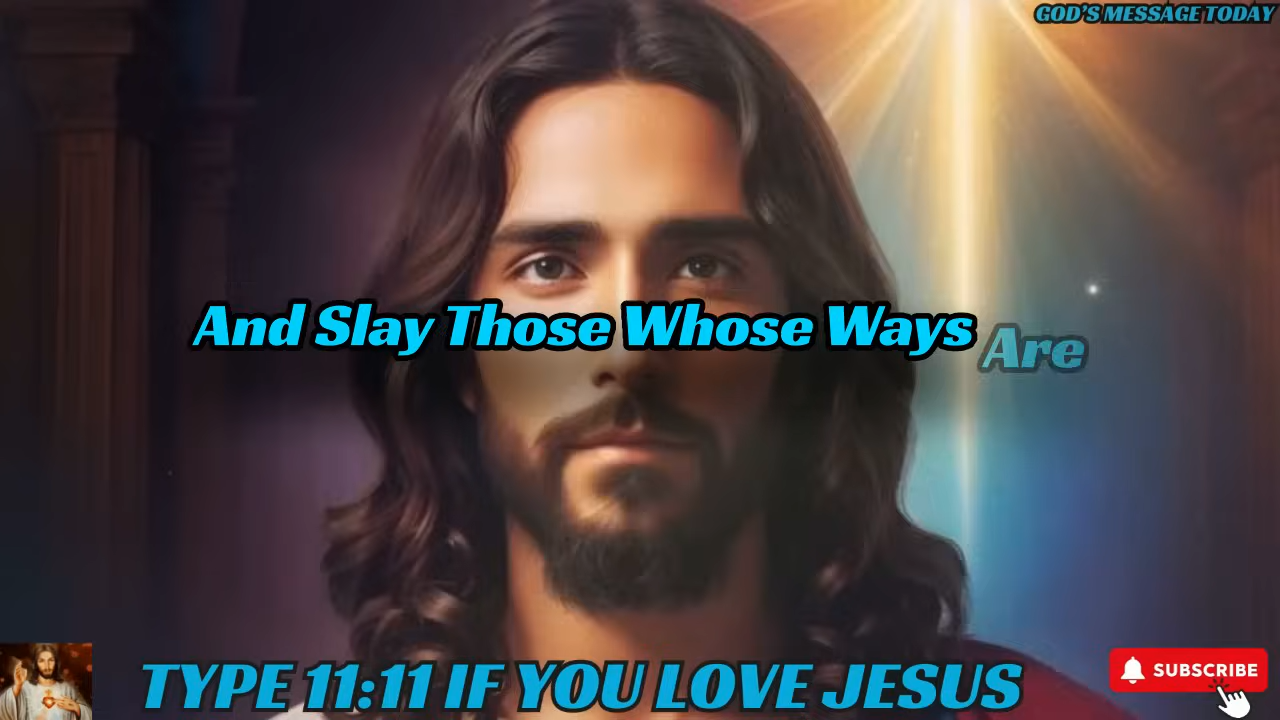 GOD'S MESSAGE TODAY
And Slay Those Whose Ways Are
TYPE 11:11 IF YOU LOVE JESUS
SUBSCRIBE